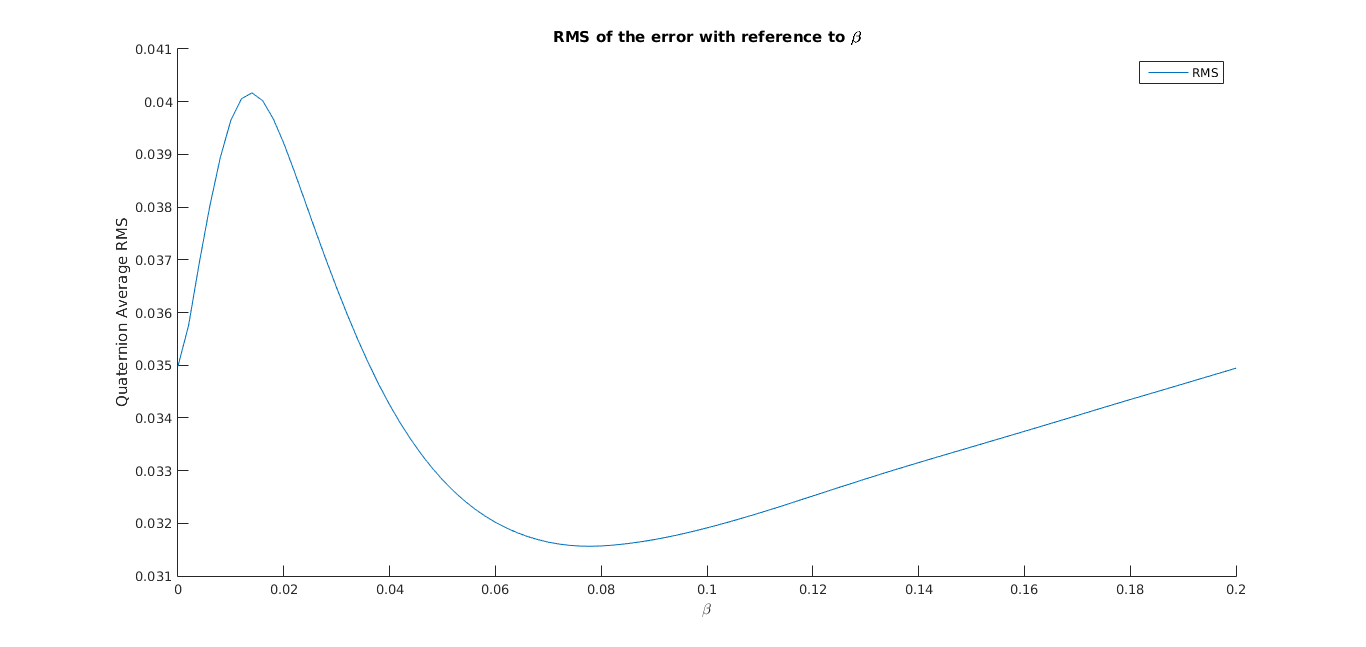 RMS of the error with reference to β
RMS
Quaternion Average RMS
0.041
0.04
0.039
0.038
0.037
0.036
0.035
0.034
0.033
0.032
0.031
0 0.02 0.04 0.06 0.08 0.1 0.12 0.14 0.16 0.18 0.2
β